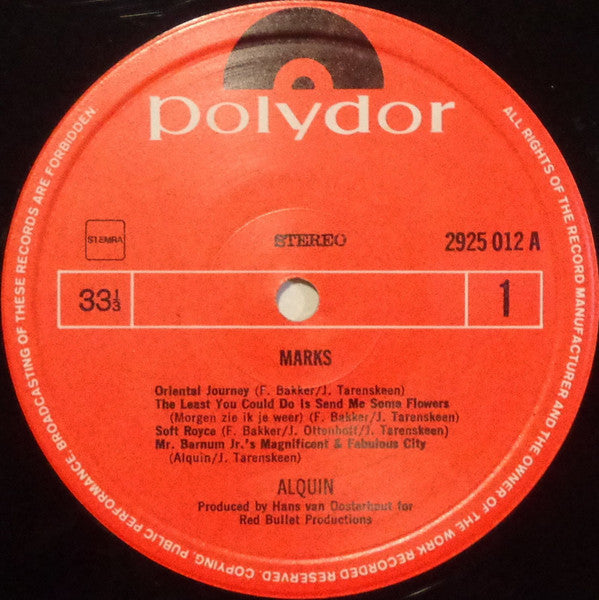 polydor
STEMRA
STEREO
2925 012 A
33⅓
1
MARKS
Oriental Journey (F. Bakker/J. Tarenskeen)
The Least You Could Do Is Send Me Some Flowers
(Morgen zie ik je weer) (F. Bakker/J. Tarenskeen)
Soft Royce (F. Bakker/J. Ottenhoff/J. Tarenskeen)
Mr. Barnum Jr.'s Magnificent & Fabulous City
(Alquin/J. Tarenskeen)
ALQUIN
Produced by Hans van Oosterhout for
Red Bullet Productions
ALL RIGHTS OF THE RECORD MANUFACTURER AND THE OWNER OF THE WORK RECORDED RESERVED. COPYING, PUBLIC PERFORMANCE BROADCASTING OF THESE RECORDS ARE FORBIDDEN.